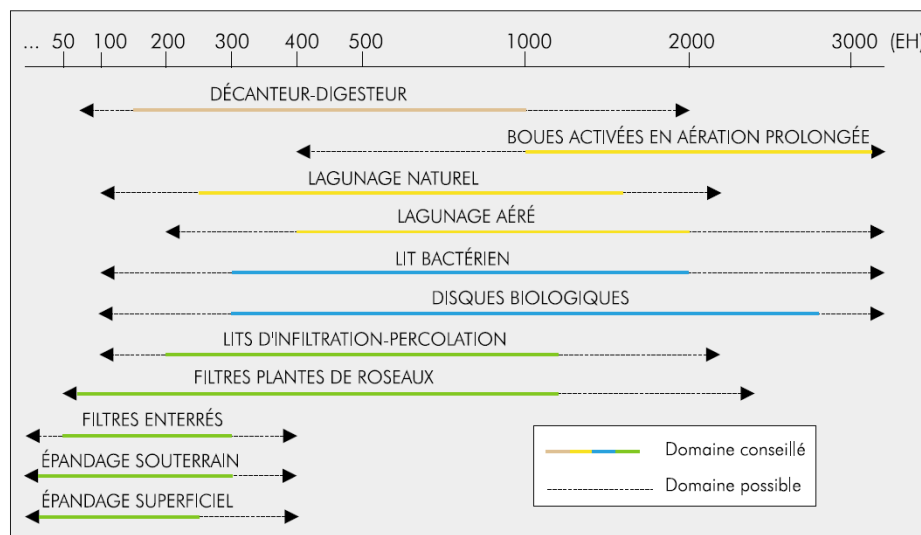 ... 50 100 200 300 400 500 1000 2000 3000 (EH)
DÉCANTEUR-DIGESTEUR
BOUES ACTIVÉES EN AÉRATION PROLONGÉE
LAGUNAGE NATUREL
LAGUNAGE AÉRÉ
LIT BACTÉRIEN
DISQUES BIOLOGIQUES
LITS D'INFILTRATION-PERCOLATION
FILTRES PLANTES DE ROSEAUX
FILTRES ENTERRÉS
ÉPANDAGE SOUTERRAIN
ÉPANDAGE SUPERFICIEL
Domaine conseillé
Domaine possible